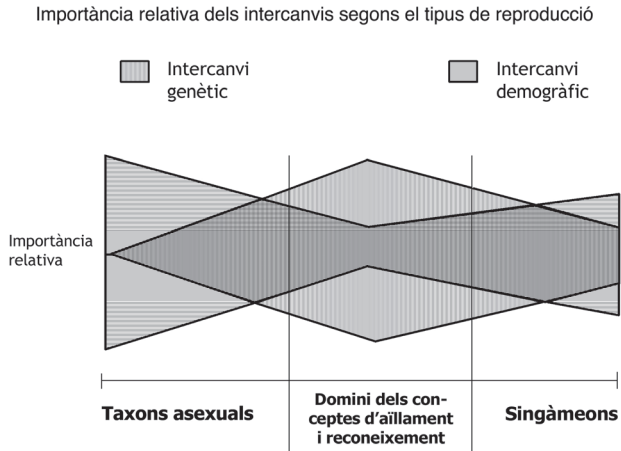 Importància relativa dels intercanvis segons el tipus de reproducció
Intercanvi
genètic
Intercanvi
demogràfic
Importància
relativa
Taxons asexuals
Domini dels con-
ceptes d’aïllament
i reconeixement
Singàmeons